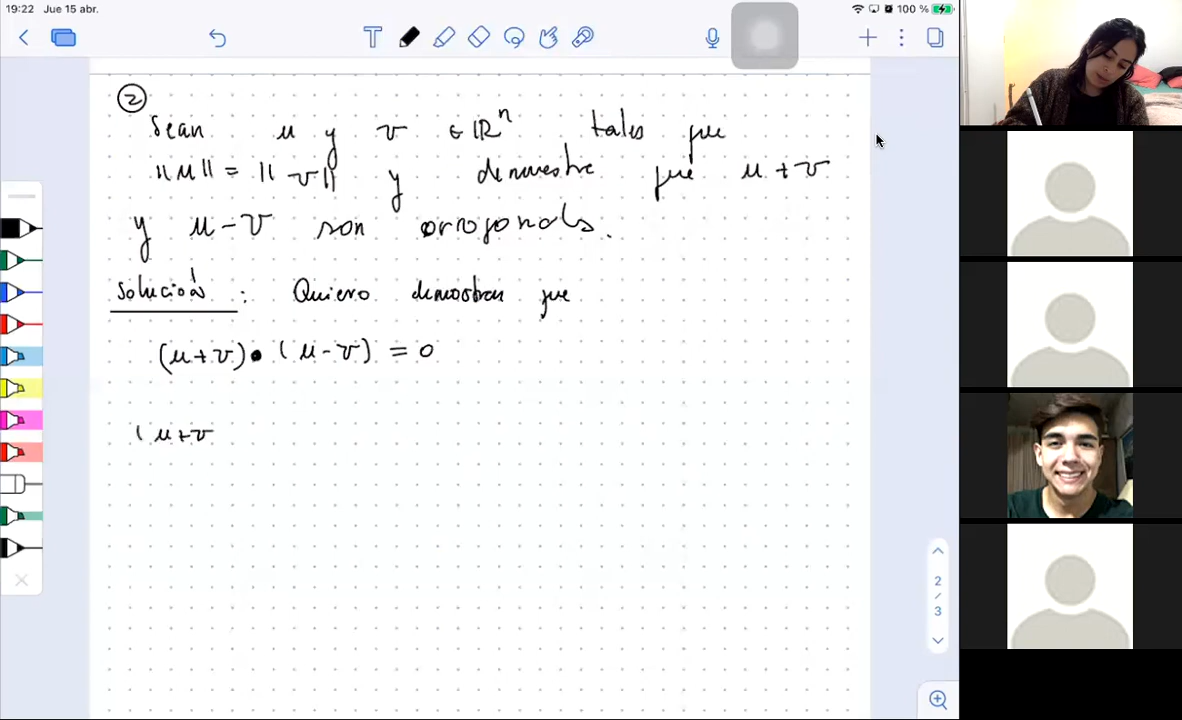 19:22 Jue 15 abr.
100 %
②
Sean u y v ∈ ℝⁿ tales que
||u|| = || v|| y demuestre que u + v
y u - v son orogonals.
Solución : Quiero demostrar que
(u+v)•(u-v) = 0
( u+v
2
/
3